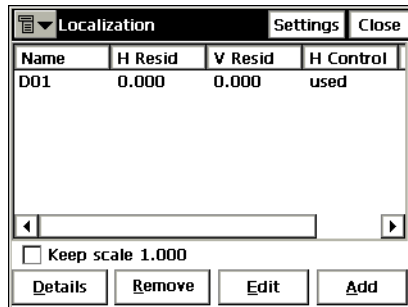 Localization Settings Close
Name H Resid V Resid H Control
D01 0.000 0.000 used
Keep scale 1.000
Details Remove Edit Add